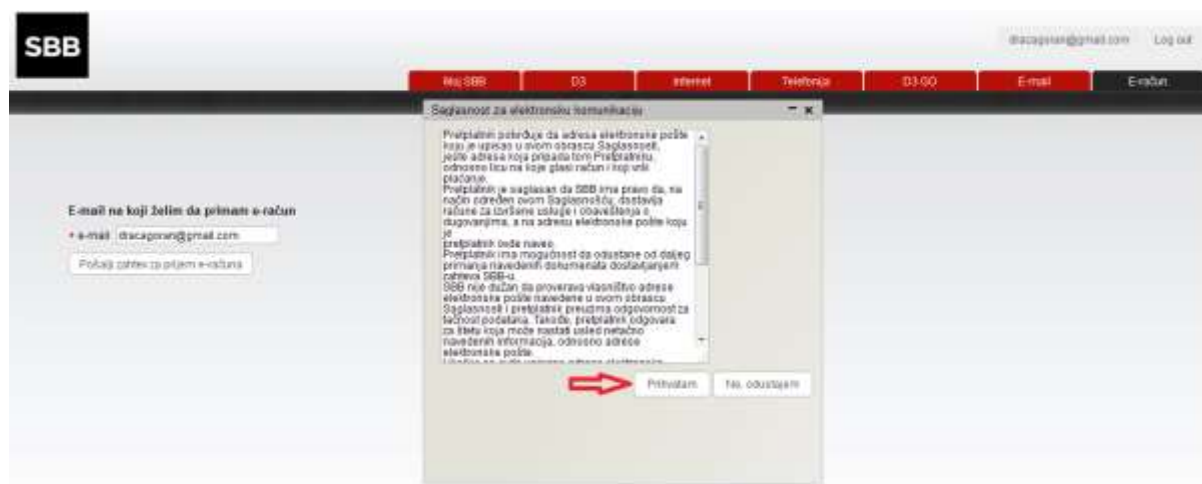 SBB
dracagoran@gmail.com Log out
Moj SBB D3 Internet Telefonija D3 GO E-mail E-račun
Saglasnost za elektronsku komunikaciju
Pretplatnik potvrđuje da adresa elektronske pošte
koju je upisao u ovom obrascu Saglasnosti,
jeste adresa koja pripada tom Pretplatniku,
odnosno licu na koje glasi račun i koji vrši
plaćanje.
Pretplatnik je saglasan da SBB ima pravo da, na
način određen ovom Saglasnošću, dostavlja
račune za izvršene usluge i obaveštenja o
dugovanjima, a na adresu elektronske pošte koju
je
pretplatnik ovde naveo.
Pretplatnik ima mogućnost da odustane od daljeg
primanja navedenih dokumenata dostavljanjem
zahteva SBB-u.
SBB nije dužan da proverava vlasništvo adrese
elektronske pošte navedene u ovom obrascu
Saglasnosti i pretplatnik preuzima odgovornost za
tačnost podataka. Takođe, pretplatnik odgovara
za štetu koja može nastati usled netačno
navedenih informacija, odnosno adrese
elektronske pošte.
E-mail na koji želim da primam e-račun
* e-mail dracagoran@gmail.com
Pošalji zahtev za prijem e-računa
Prihvatam Ne, odustajem